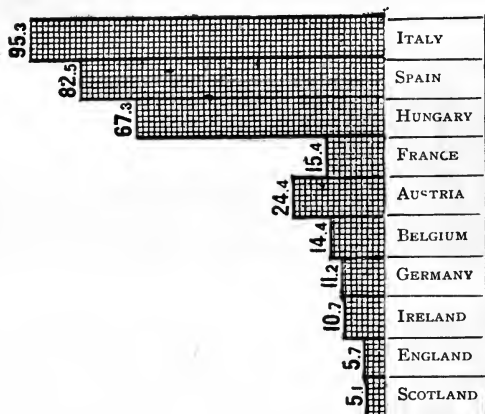 95.3 ITALY
82.5 SPAIN
67.3 HUNGARY
15.4 FRANCE
24.4 AUSTRIA
14.4 BELGIUM
11.2 GERMANY
10.7 IRELAND
5.7 ENGLAND
5.1 SCOTLAND